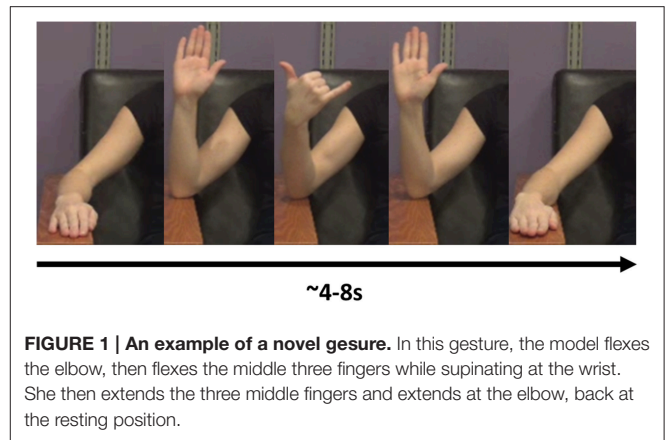 ~4-8s
FIGURE 1 | An example of a novel gesure. In this gesture, the model flexes
the elbow, then flexes the middle three fingers while supinating at the wrist.
She then extends the three middle fingers and extends at the elbow, back at
the resting position.